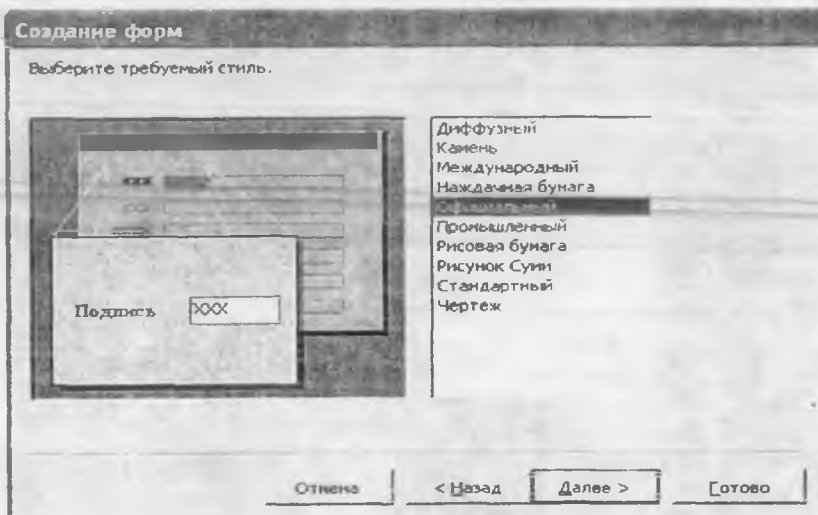 Создание форм
Выберите требуемый стиль.
Диффузный
Камень
Международный
Наждачная бумага
Официальный
Промышленный
Рисовая бумага
Рисунок Суми
Стандартный
Чертеж
xxx
Подпись XXX
Отмена < Назад Далее > Готово